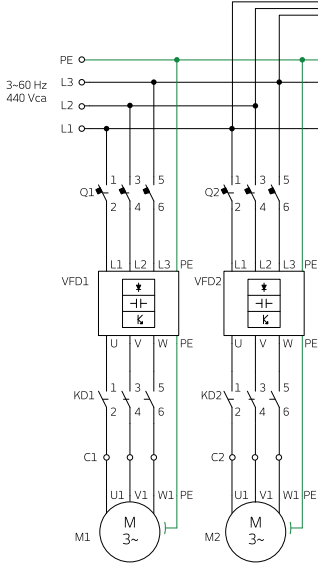 PE
3~60 Hz L3
440 Vca L2
L1
1 3 5 1 3 5
Q1 Q2
2 4 6 2 4 6
L1 L2 L3 PE L1 L2 L3 PE
VFD1 VFD2
U V W PE U V W PE
1 3 5 1 3 5
KD1 KD2
2 4 6 2 4 6
C1 C2
U1 V1 W1 PE U1 V1 W1 PE
M M
M1 3~ M2 3~